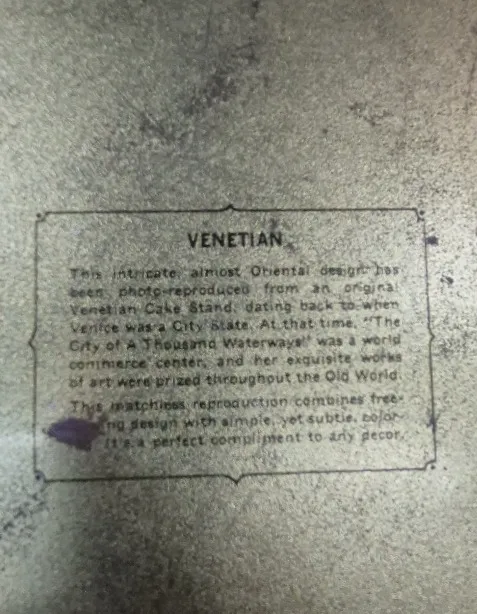 VENETIAN
This intricate, almost Oriental design has
been photo-reproduced from an original
Venetian Cake Stand, dating back to when
Venice was a City State. At that time, "The
City of A Thousand Waterways" was a world
commerce center, and her exquisite works
of art were prized throughout the Old World.
This matchless reproduction combines free-
ng design with simple, yet subtle, color-
It's a perfect compliment to any decor.